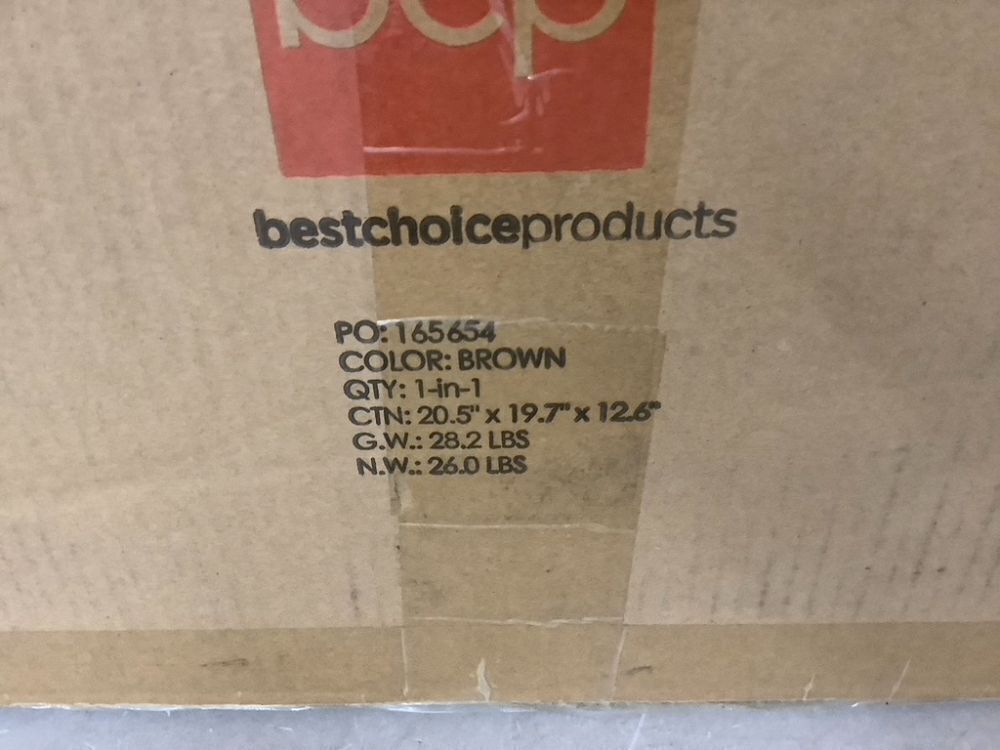 bcp
bestchoiceproducts
PO: 165654
COLOR: BROWN
QTY: 1-in-1
CTN: 20.5" x 19.7" x 12.6"
G.W.: 28.2 LBS
N.W.: 26.0 LBS